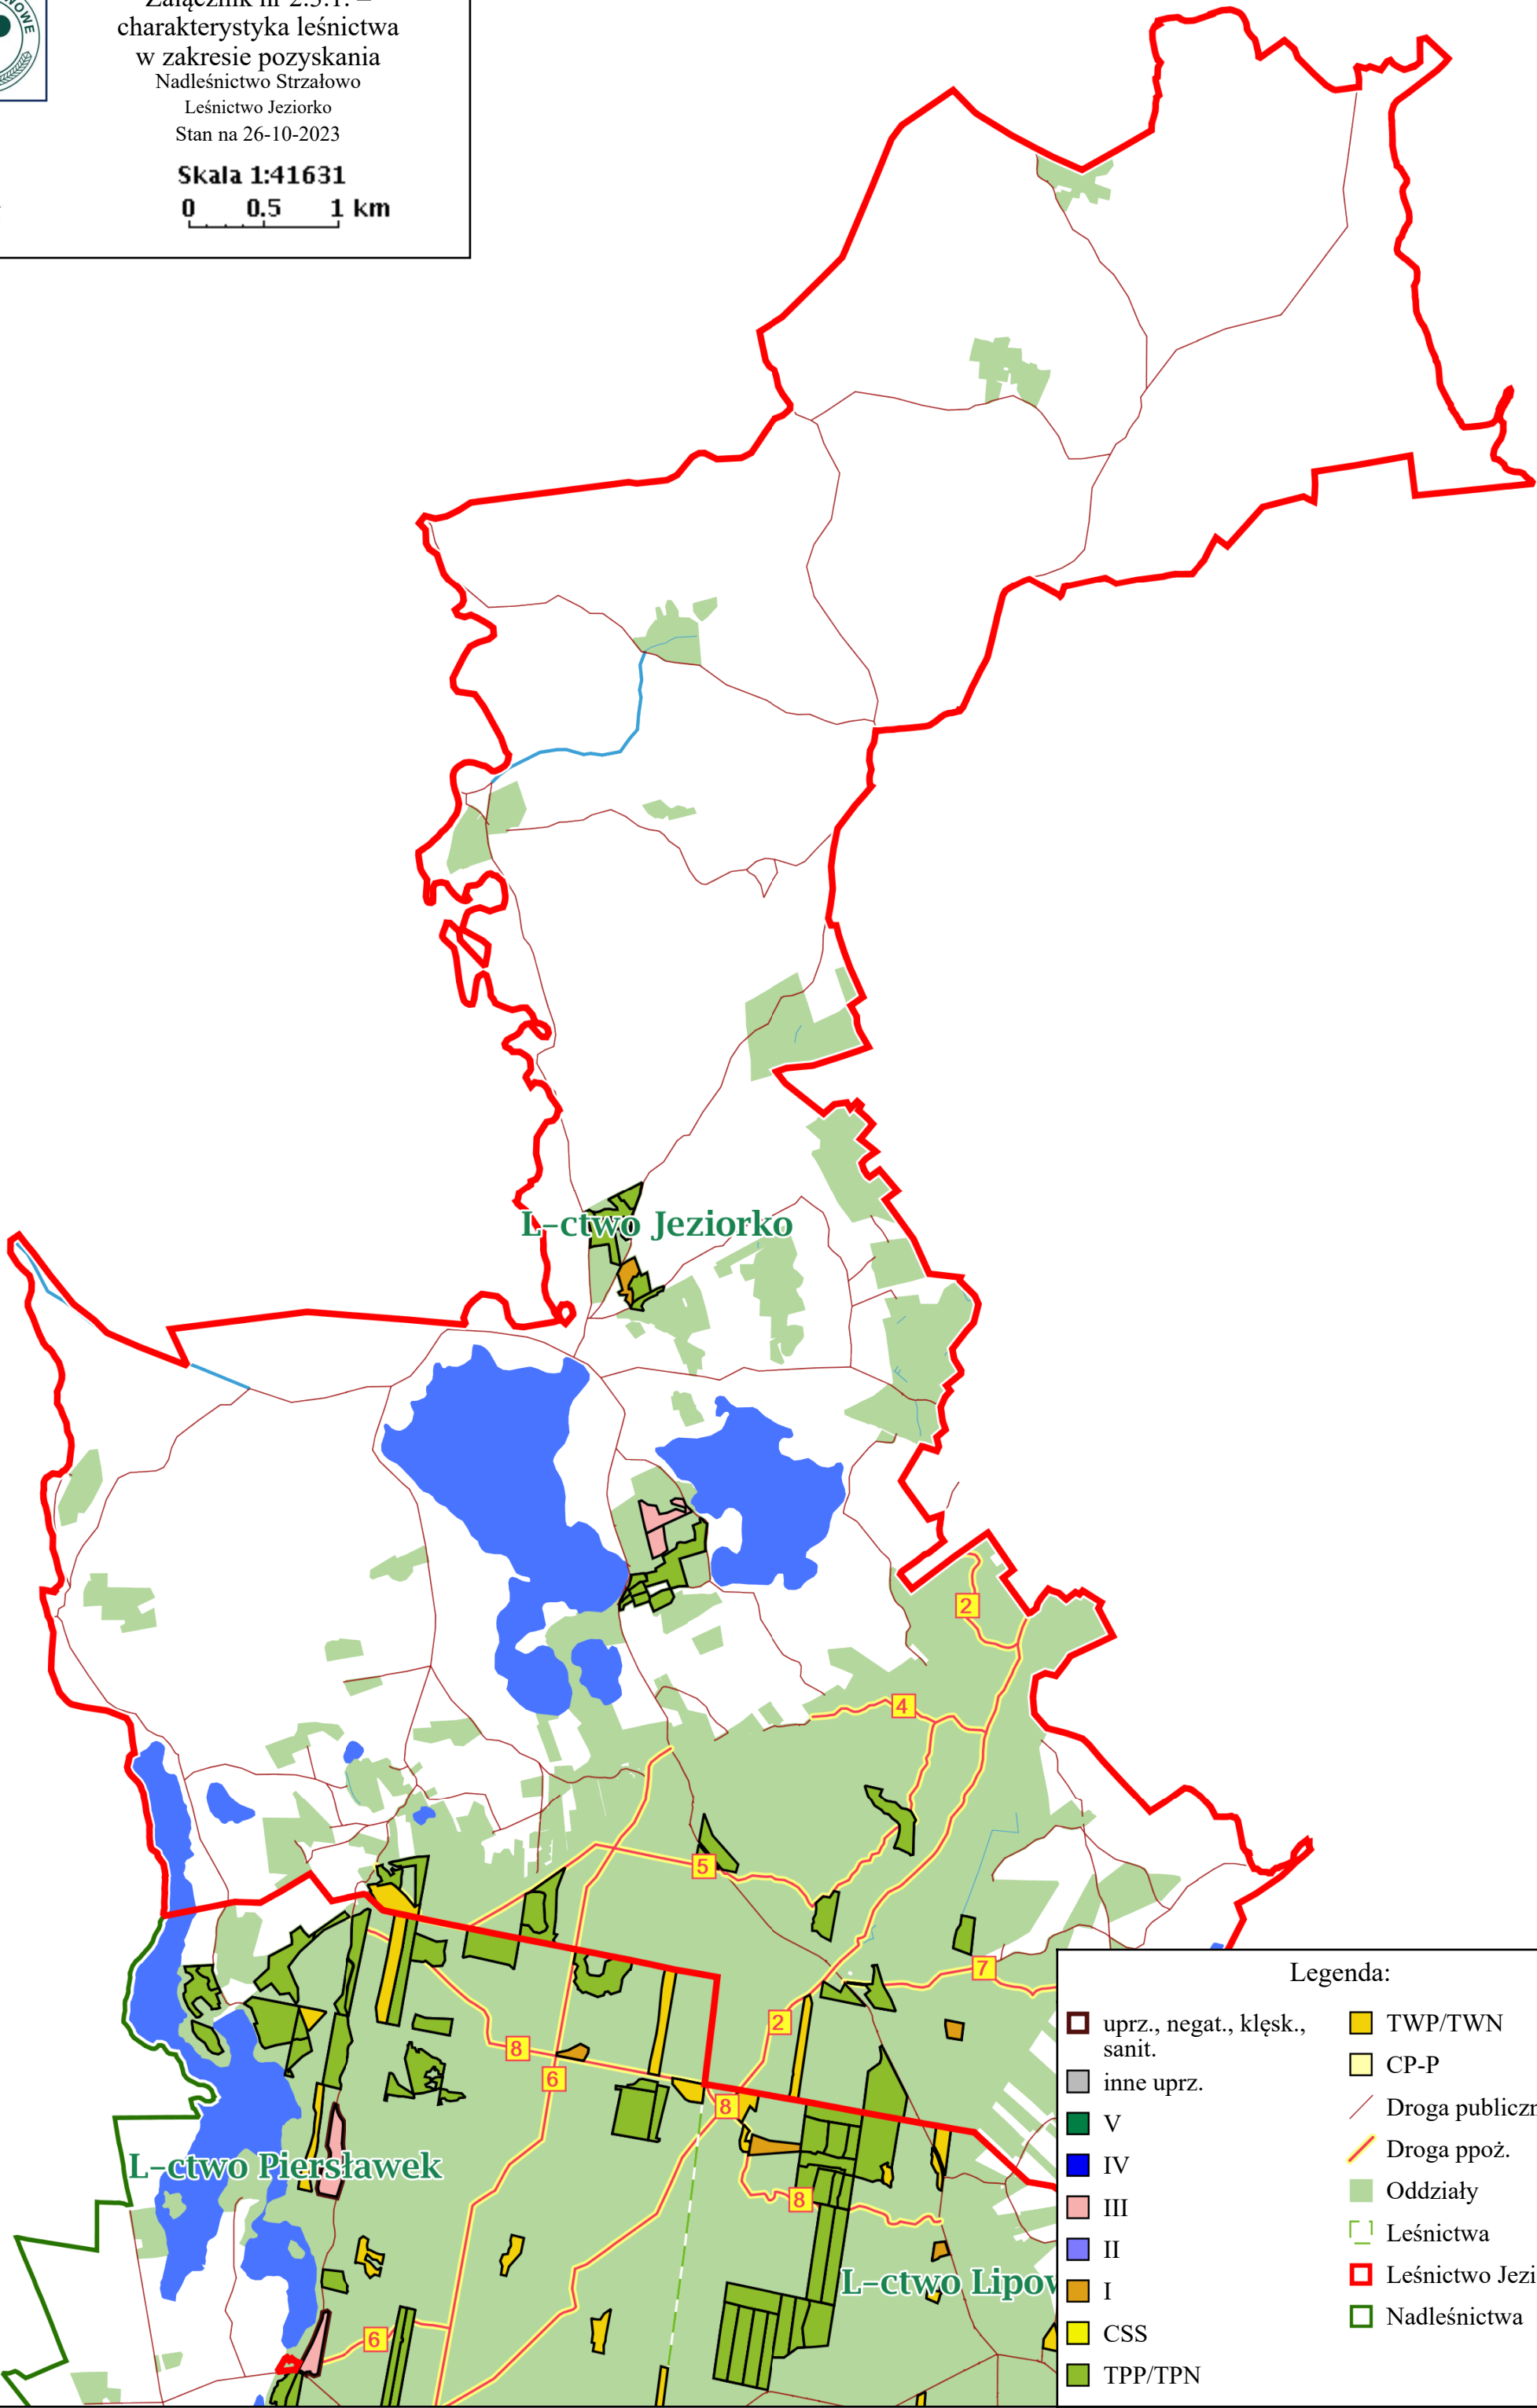 Załącznik nr 2.3.1. –
charakterystyka leśnictwa
w zakresie pozyskania
Nadleśnictwo Strzałowo
Leśnictwo Jeziorko
Stan na 26-10-2023
Skala 1:41631
0 0.5 1 km
L-ctwo Jeziorko
2
4
5
7
2
8
6
8
L-ctwo Piersławek
8
L-ctwo Lipow
6
Legenda:
uprz., negat., klęsk.,
sanit.
inne uprz.
V
IV
III
II
I
CSS
TPP/TPN
TWP/TWN
CP-P
Droga publiczn
Droga ppoż.
Oddziały
Leśnictwa
Leśnictwo Jezi
Nadleśnictwa